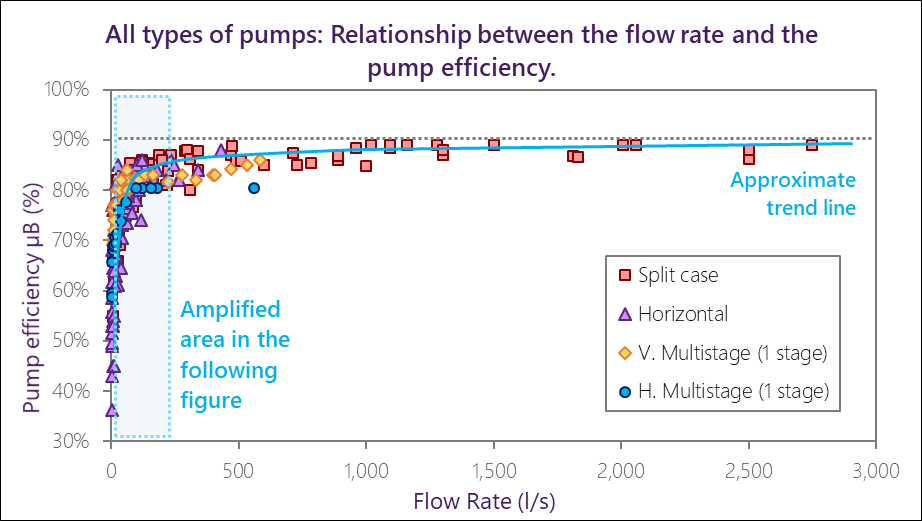 All types of pumps: Relationship between the flow rate and the
pump efficiency.
Pump efficiency µB (%)
100%
90%
80%
70%
60%
50%
40%
30%
Approximate
trend line
Amplified
area in the
following
figure
Split case
Horizontal
V. Multistage (1 stage)
H. Multistage (1 stage)
0
500
1,000
1,500
2,000
2,500
3,000
Flow Rate (l/s)